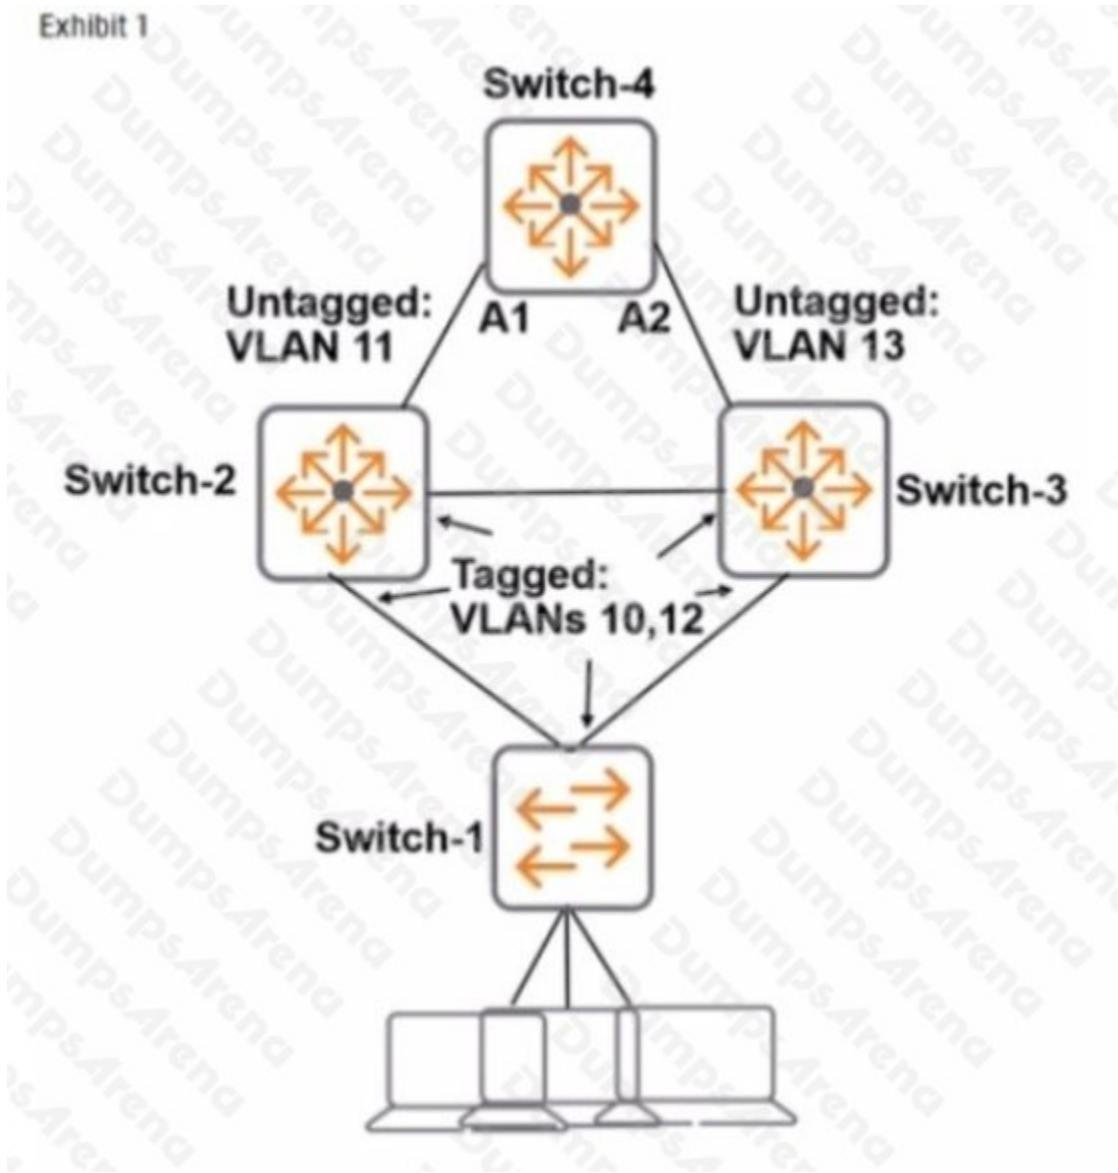 Exhibit 1
Switch-4
Untagged:
VLAN 11
A1
A2
Untagged:
VLAN 13
Switch-2
Switch-3
Tagged:
VLANs 10,12
Switch-1
DumpsArena